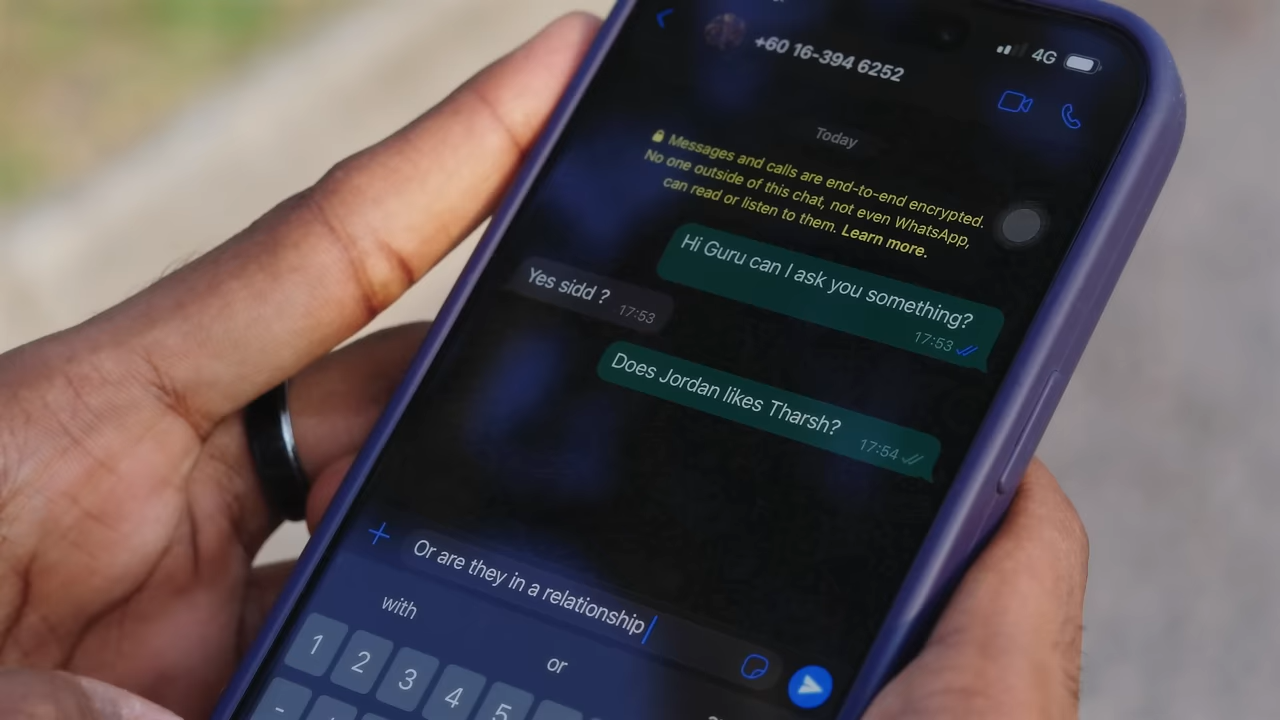 4G
+60 16-394 6252
Today
Messages and calls are end-to-end encrypted.
No one outside of this chat, not even WhatsApp,
can read or listen to them. Learn more.
Hi Guru can I ask you something?
17:53
Yes sidd ?
17:53
Does Jordan likes Tharsh?
17:54
Or are they in a relationship
with
or
1
2
3
4
5
-